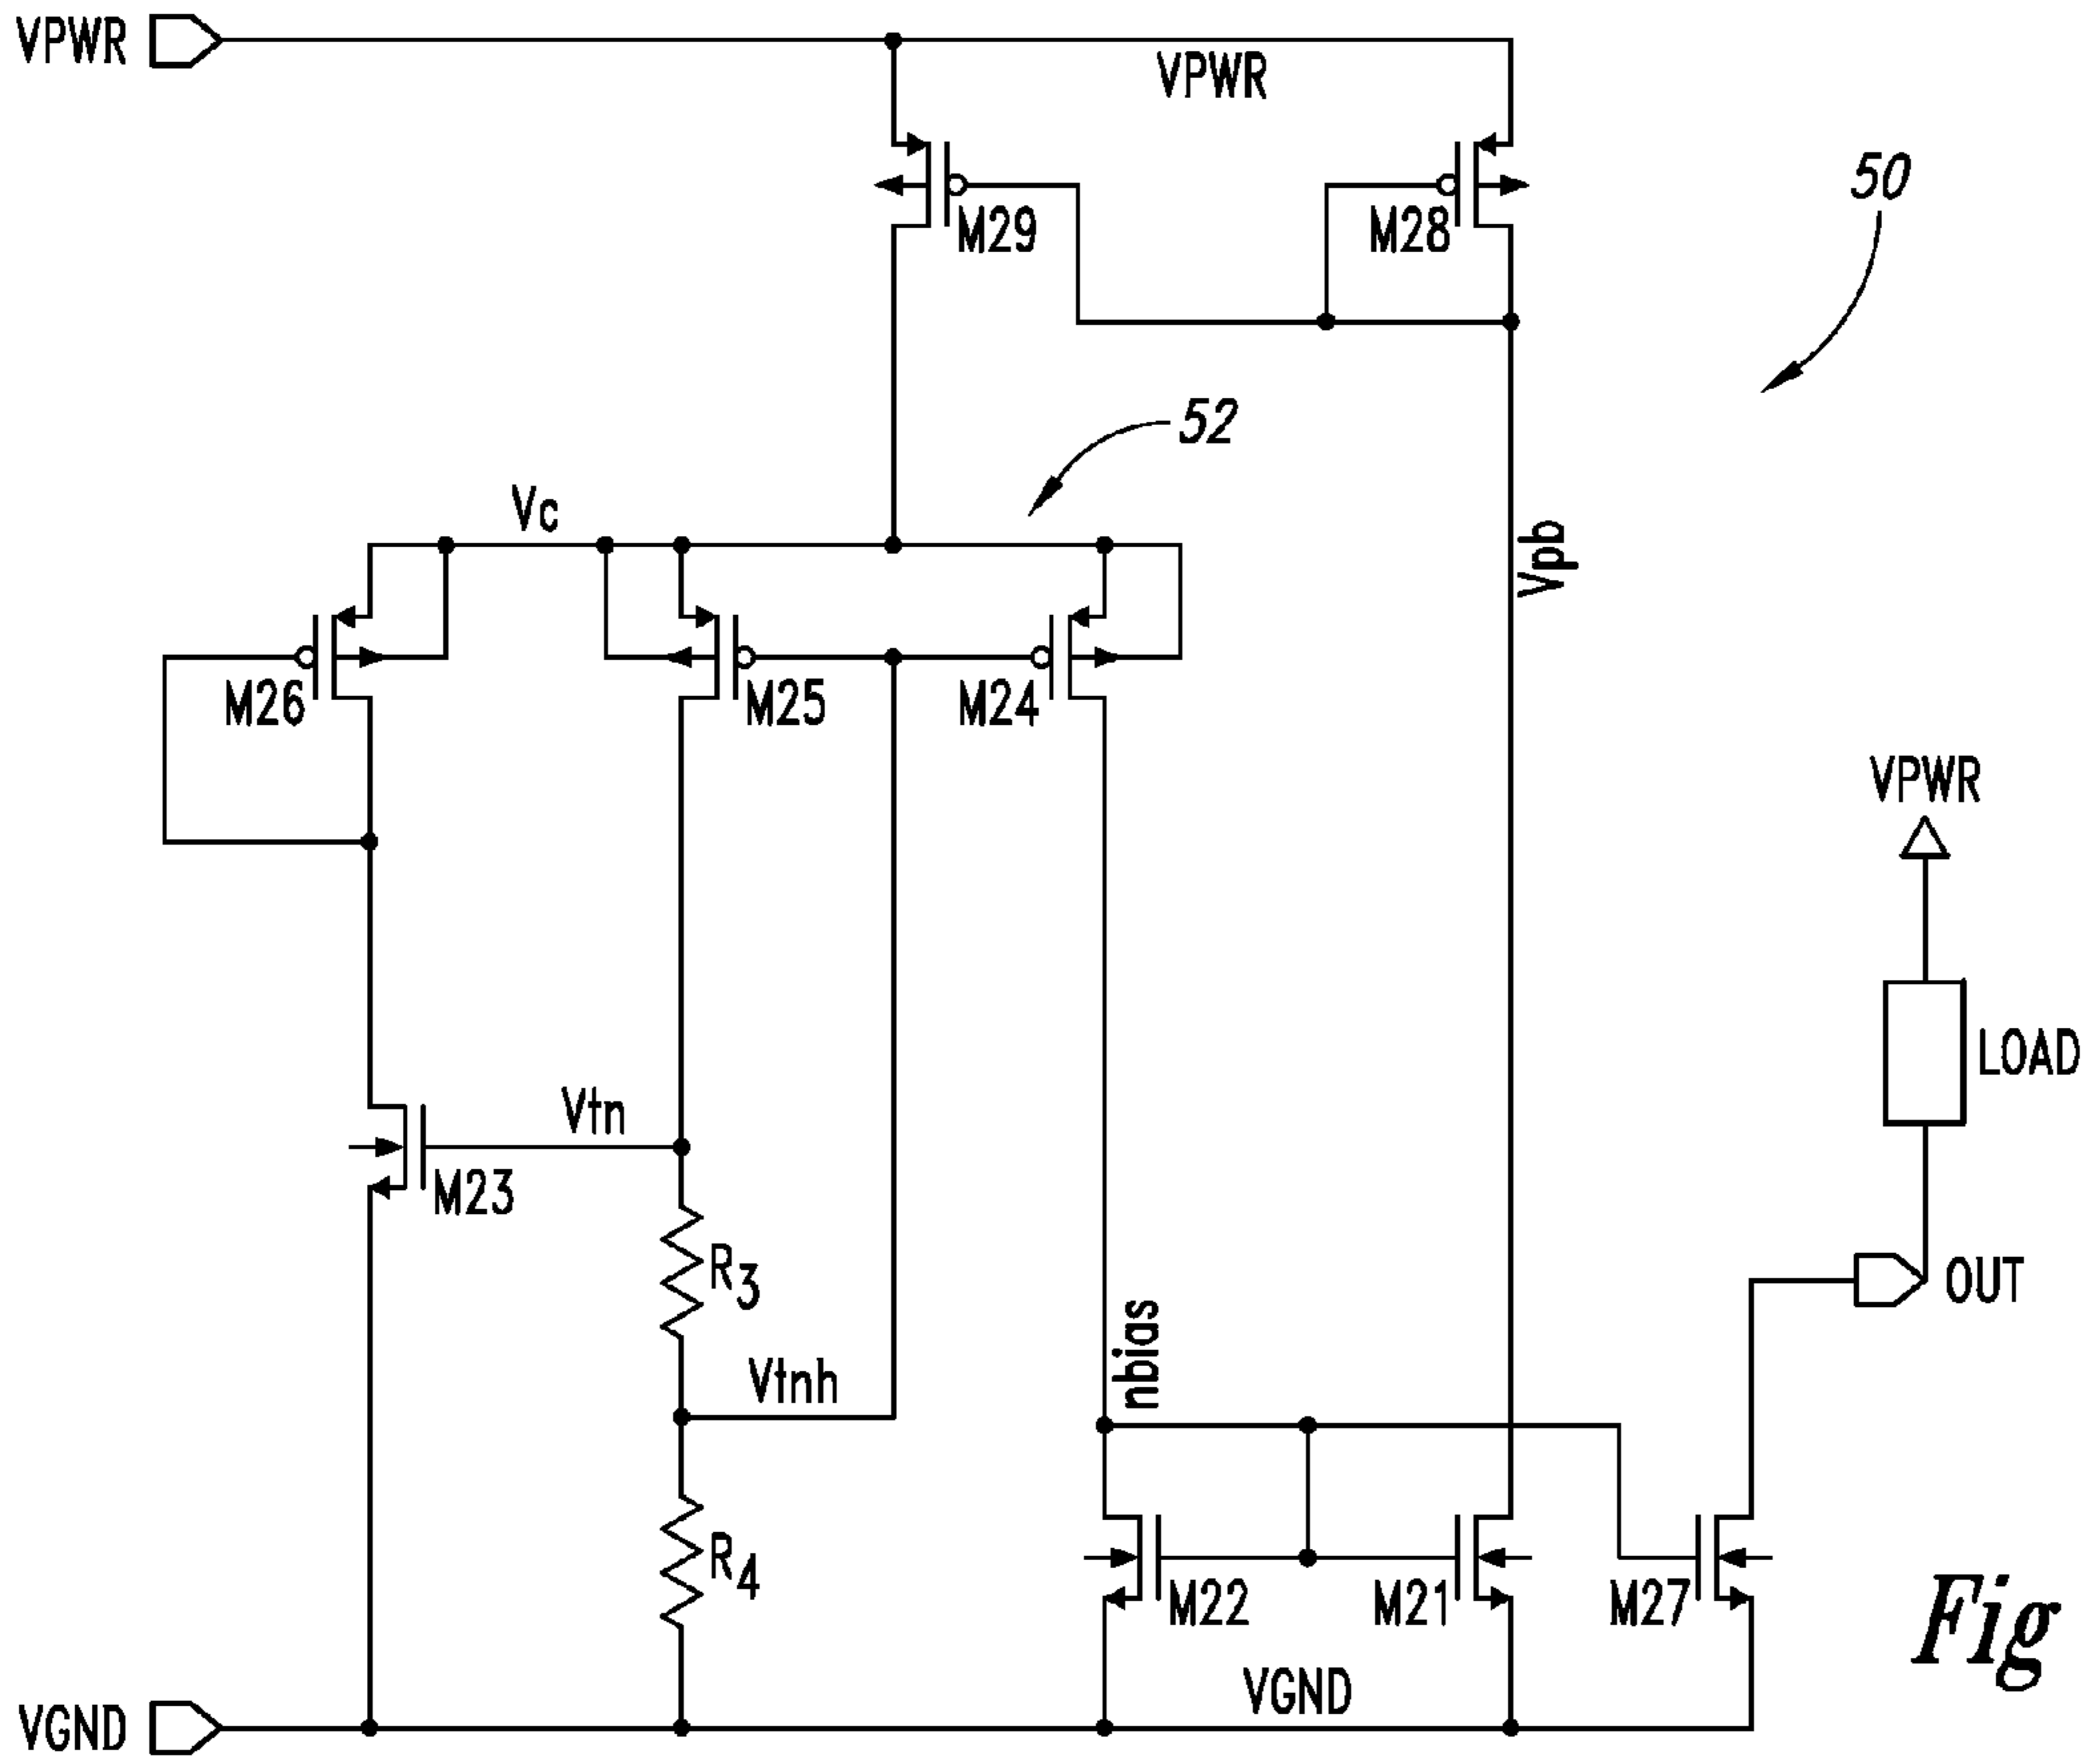 VPWR
VPWR
M29
M28
50
52
Vc
Vpb
M26
M25
M24
VPWR
LOAD
Vtn
M23
R3
OUT
nbias
Vtnh
R4
M22
M21
M27
Fig
VGND
VGND